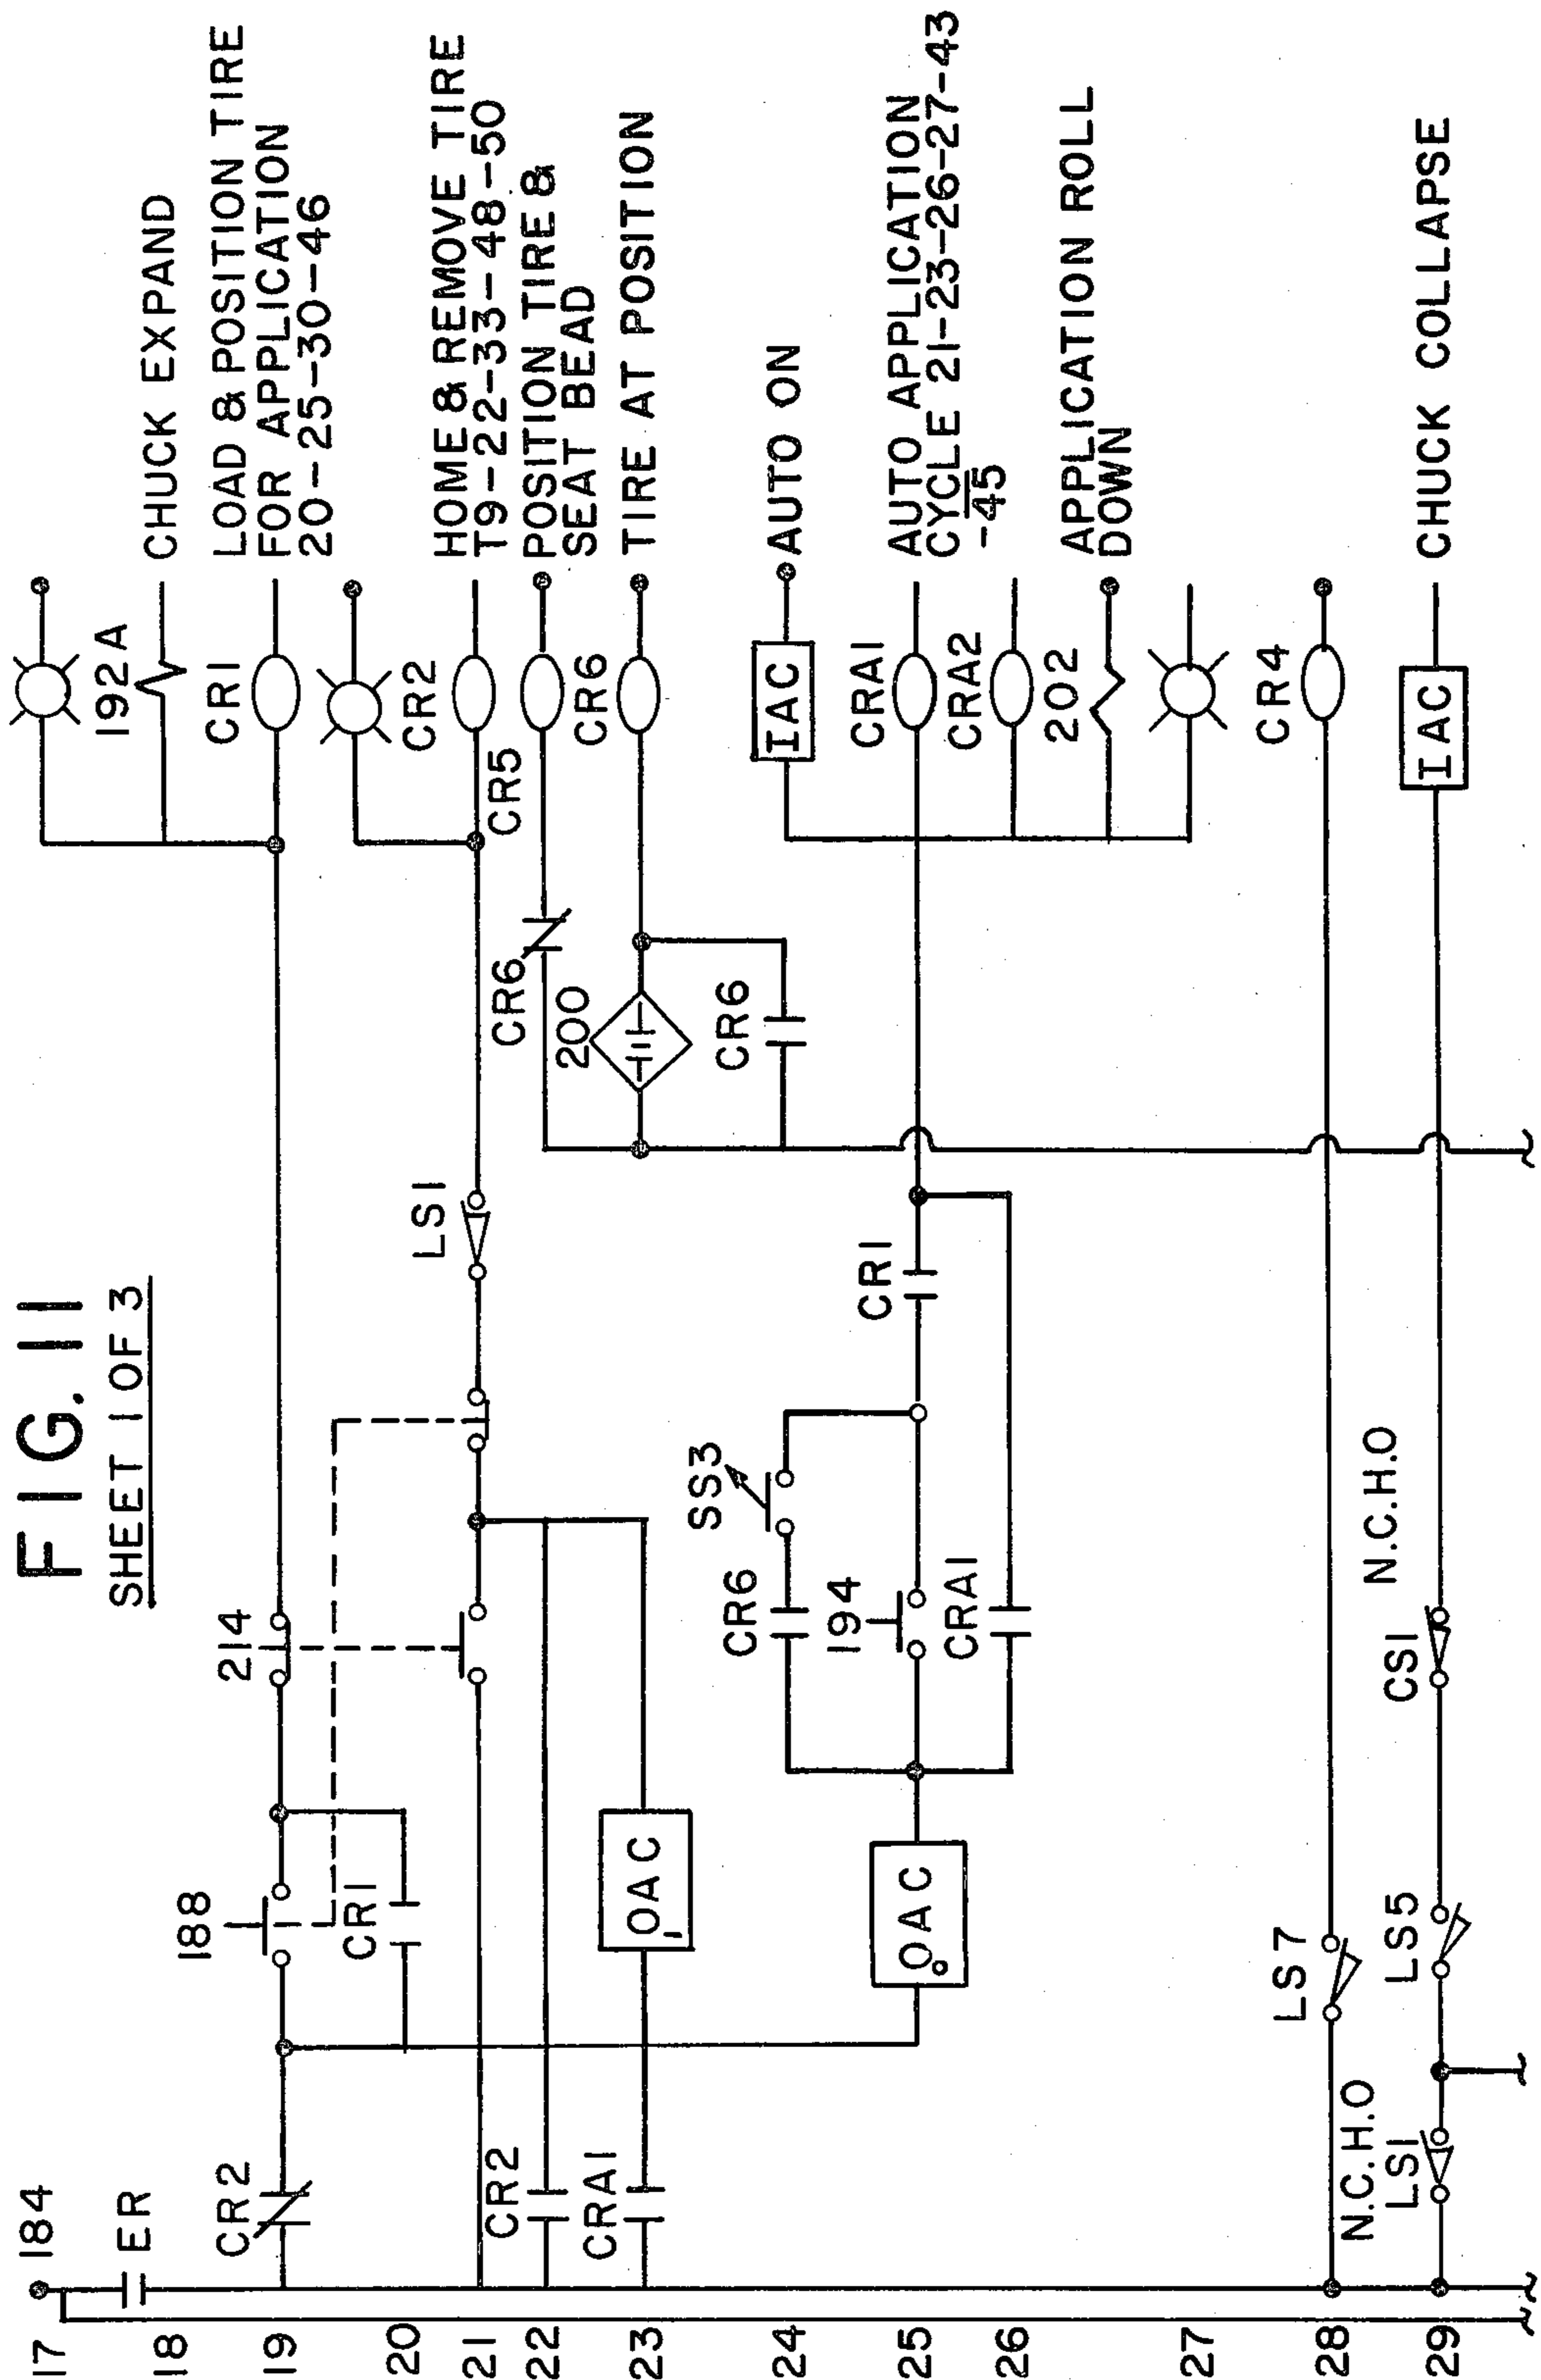 FIG. 11
SHEET 1 OF 3
17
184
18
ER
192A
CHUCK EXPAND
19
CR2
188
214
CR1
LOAD & POSITION TIRE
FOR APPLICATION
20-25-30-46
20
CR1
21
LS1
CR2
HOME & REMOVE TIRE
T9-22-33-48-50
22
CR2
CR6
CR5
POSITION TIRE &
SEAT BEAD
23
CRA1
OAC
1
200
CR6
TIRE AT POSITION
24
CR6
SS3
CR6
IAC
AUTO ON
25
OAC
0
194
CR1
CRA1
AUTO APPLICATION
CYCLE 21-23-26-27-43
-45
26
CRA1
CRA2
202
APPLICATION ROLL
DOWN
27
28
LS7
CR4
29
N.C.H.O
LS1
LS5
CS1
N.C.H.O
IAC
CHUCK COLLAPSE